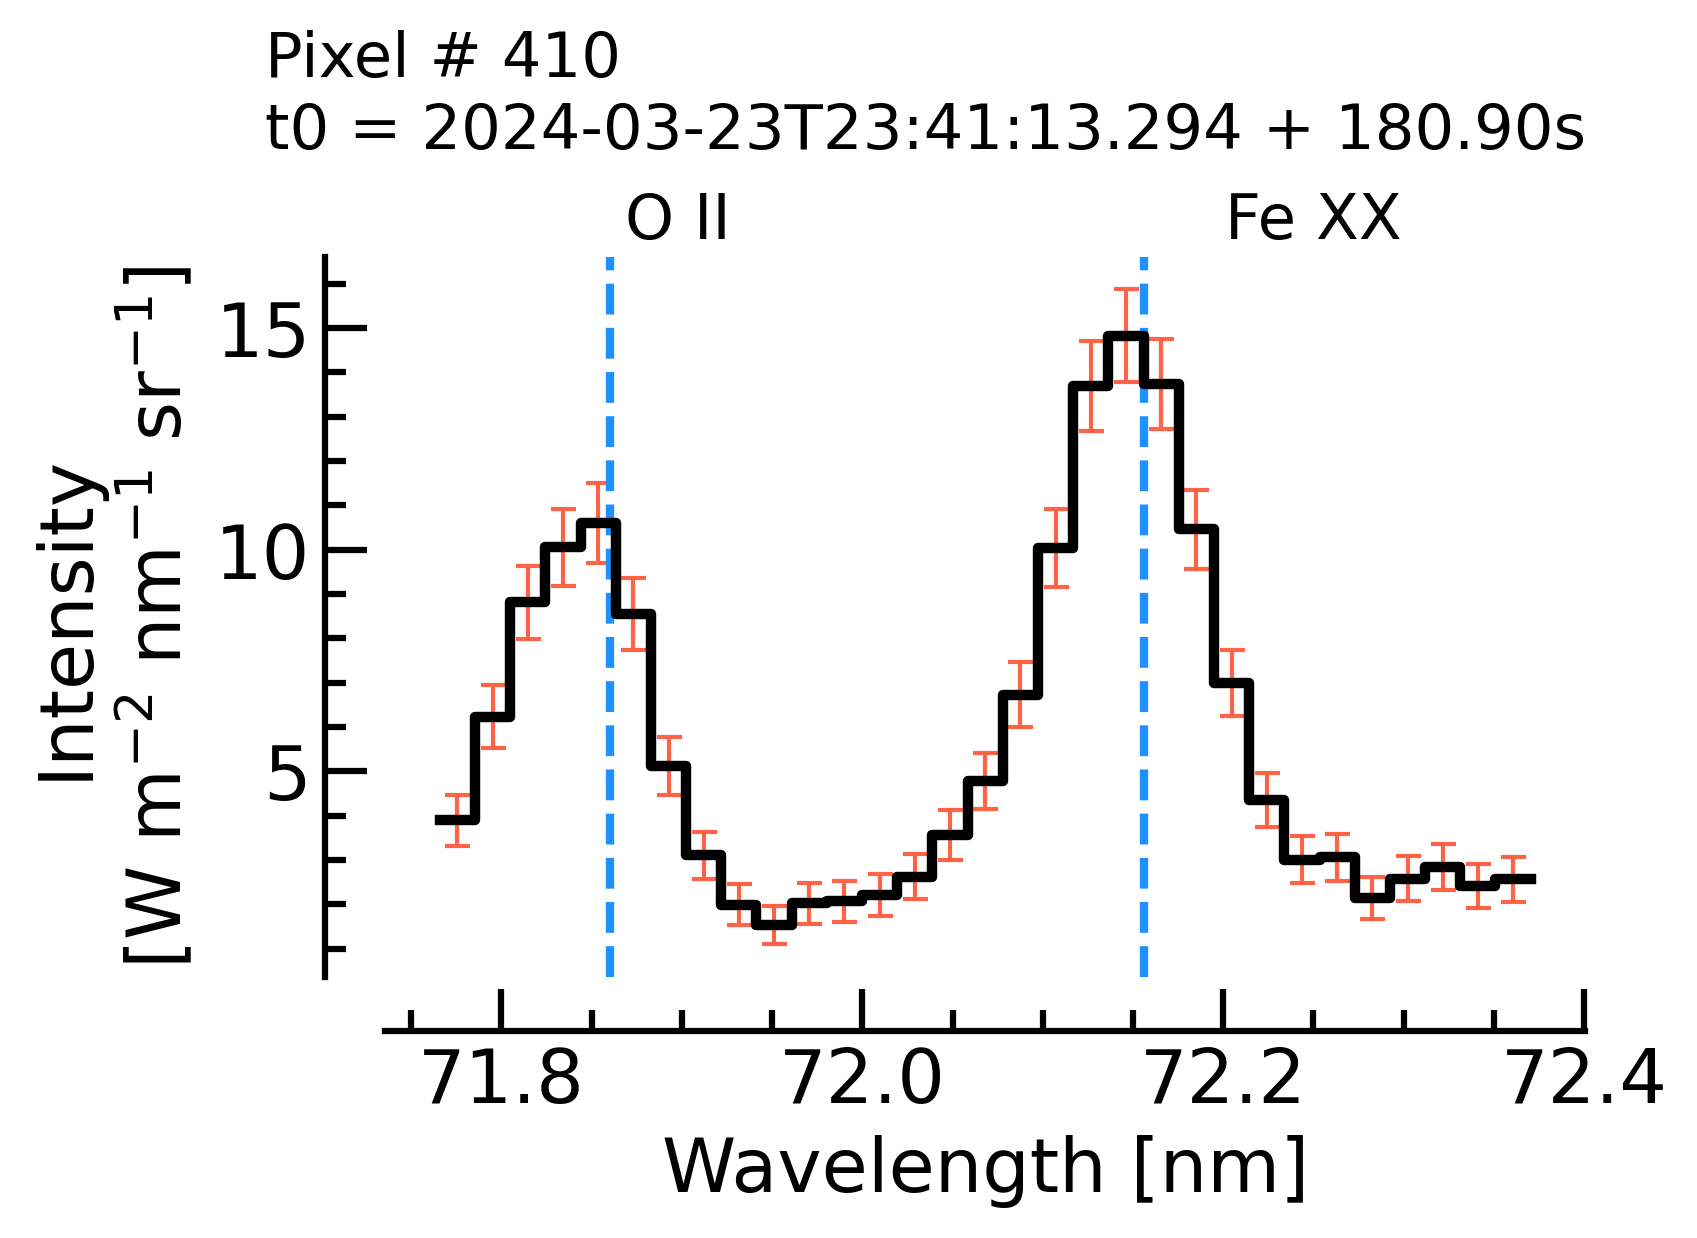 Pixel # 410
t0 = 2024-03-23T23:41:13.294 + 180.90s
O II
Fe XX
Intensity
[W m⁻² nm⁻¹ sr⁻¹]
15
10
5
71.8 72.0 72.2 72.4
Wavelength [nm]